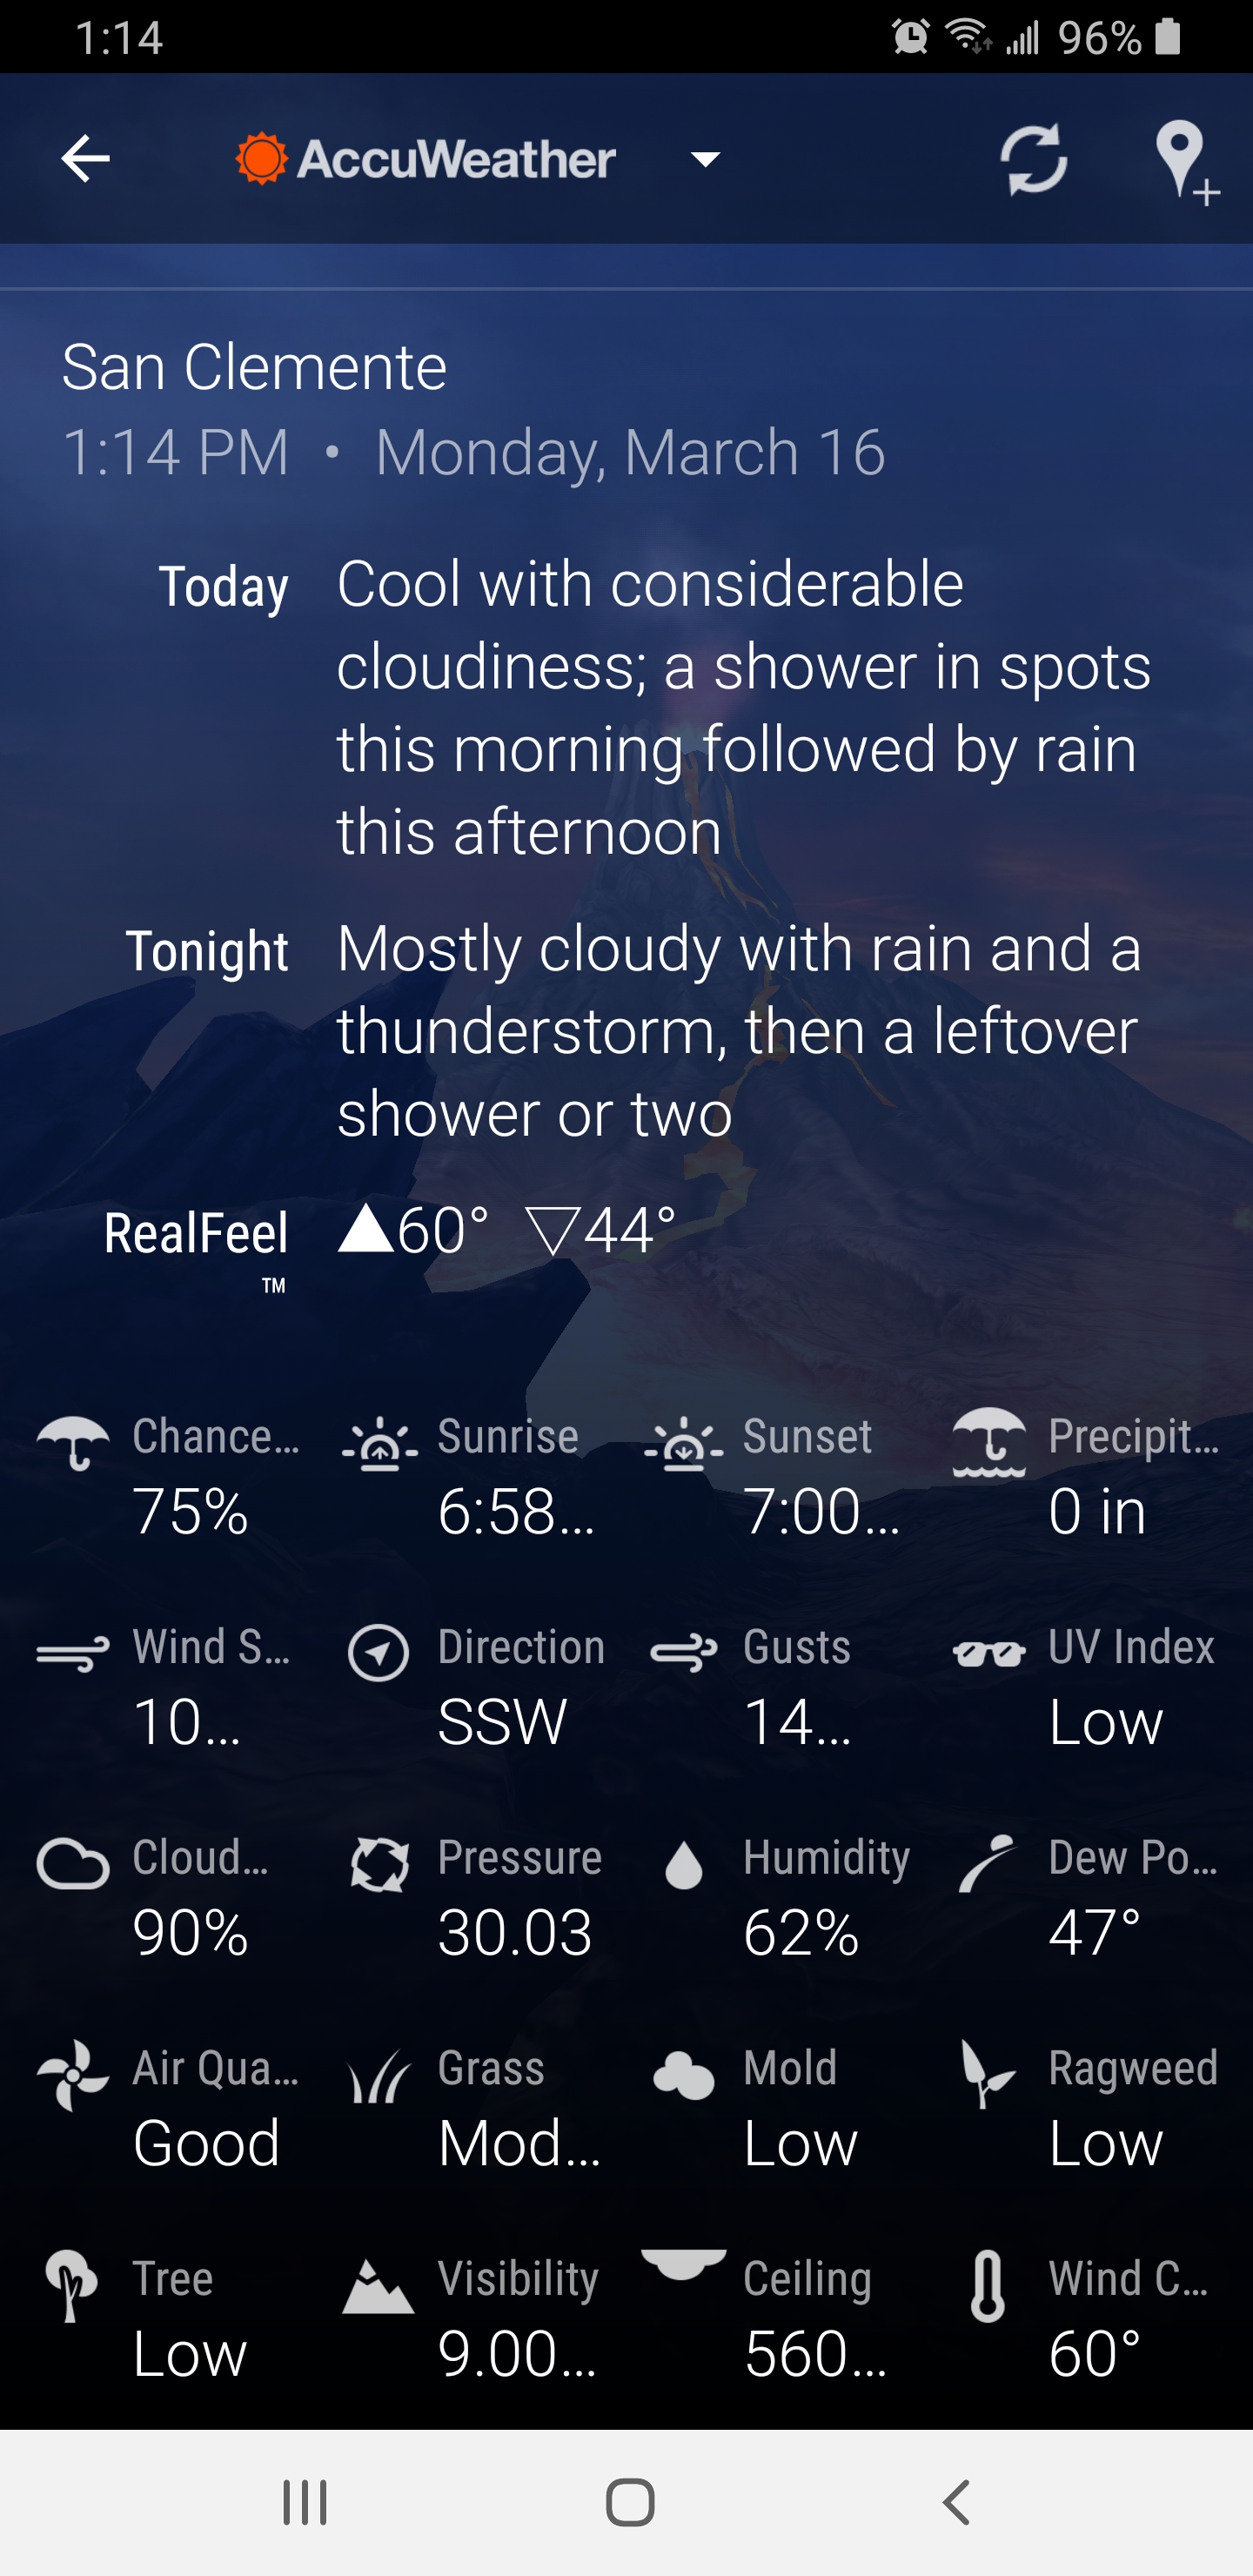 1:14 96%
AccuWeather
San Clemente
1:14 PM • Monday, March 16
Today Cool with considerable
cloudiness; a shower in spots
this morning followed by rain
this afternoon
Tonight Mostly cloudy with rain and a
thunderstorm, then a leftover
shower or two
RealFeel ▲60° ▽44°
TM
Chance... Sunrise Sunset Precipit...
75% 6:58... 7:00... 0 in
Wind S... Direction Gusts UV Index
10... SSW 14... Low
Cloud... Pressure Humidity Dew Po...
90% 30.03 62% 47°
Air Qua... Grass Mold Ragweed
Good Mod... Low Low
Tree Visibility Ceiling Wind C...
Low 9.00... 560... 60°